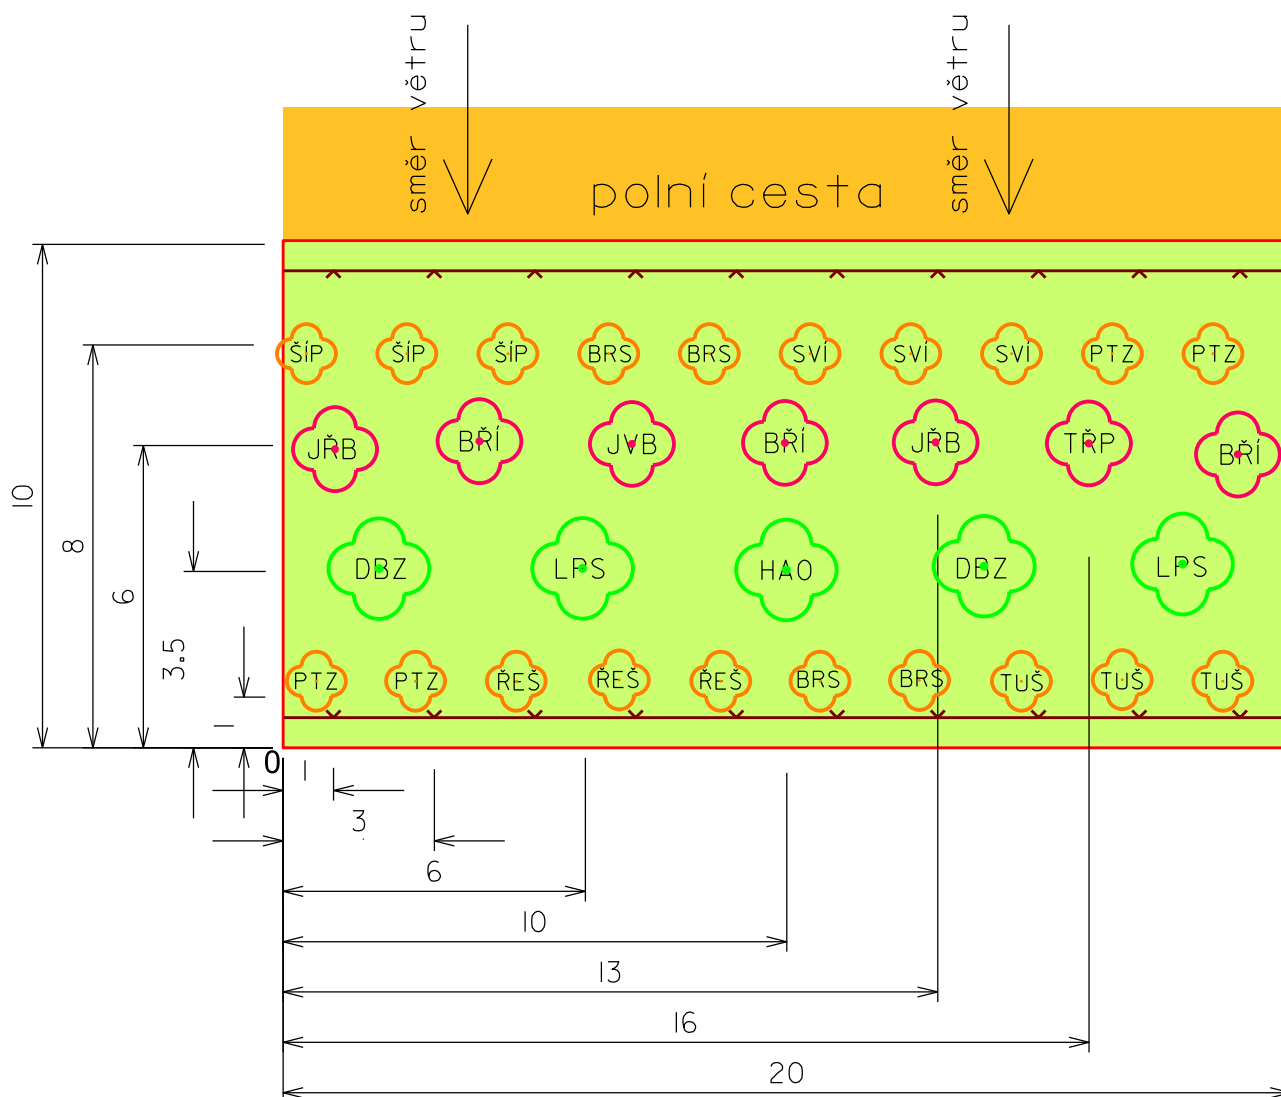 směr větru
směr větru
polní cesta
ŠÍP ŠÍP ŠÍP BRS BRS SVÍ SVÍ SVÍ PTZ PTZ
JŘB BŘÍ JVB BŘÍ JŘB TŘP BŘÍ
DBZ LPS HAO DBZ LPS
PTZ PTZ ŘEŠ ŘEŠ ŘEŠ BRS BRS TUŠ TUŠ TUŠ
10
8
6
3.5
1
0
1
3
6
10
13
16
20